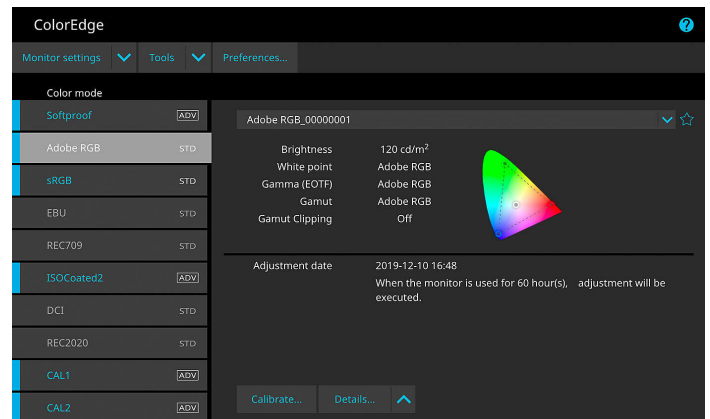 ColorEdge
?
Monitor settings Tools Preferences...
Color mode
Softproof ADV
Adobe RGB STD
sRGB STD
EBU STD
REC709 STD
ISOCoated2 ADV
DCI STD
REC2020 STD
CAL1 ADV
CAL2 ADV
Adobe RGB_00000001
Brightness 120 cd/m²
White point Adobe RGB
Gamma (EOTF) Adobe RGB
Gamut Adobe RGB
Gamut Clipping Off
Adjustment date 2019-12-10 16:48
When the monitor is used for 60 hour(s), adjustment will be
executed.
Calibrate... Details...